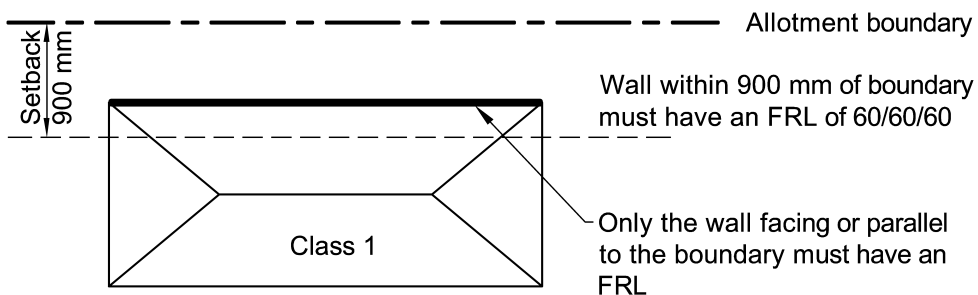 Allotment boundary
Setback
900 mm
Wall within 900 mm of boundary
must have an FRL of 60/60/60
Only the wall facing or parallel
to the boundary must have an
FRL
Class 1